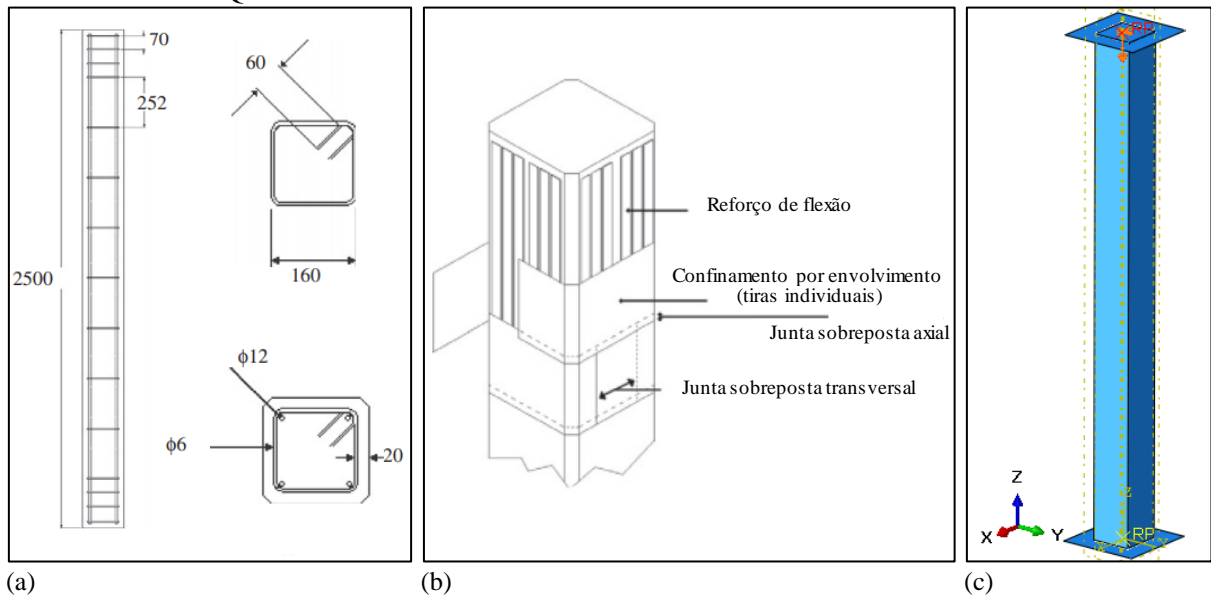 70
60
252
2500
160
ϕ12
ϕ6
20
Reforço de flexão
Confinamento por envolvimento
(tiras individuais)
Junta sobreposta axial
Junta sobreposta transversal
RP
Z
X
Y
Z
RP
(a)
(b)
(c)